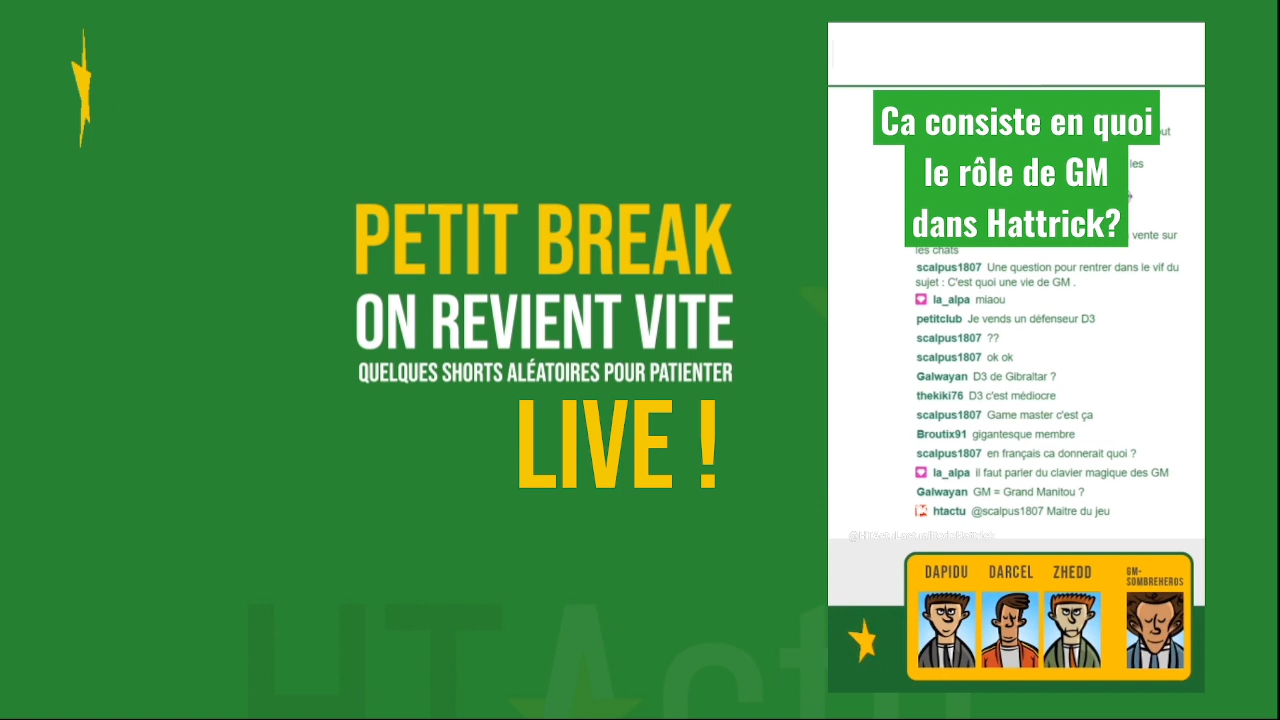 PETIT BREAK
ON REVIENT VITE
QUELQUES SHORTS ALÉATOIRES POUR PATIENTER
LIVE !
Ca consiste en quoi
le rôle de GM
dans Hattrick?
les
vente sur
les chats
scalpus1807 Une question pour rentrer dans le vif du
sujet : C'est quoi une vie de GM .
la_alpa miaou
petitclub Je vends un défenseur D3
scalpus1807 ??
scalpus1807 ok ok
Galwayan D3 de Gibraltar ?
thekiki76 D3 c'est médiocre
scalpus1807 Game master c'est ça
Broutix91 gigantesque membre
scalpus1807 en français ca donnerait quoi ?
la_alpa il faut parler du clavier magique des GM
Galwayan GM = Grand Manitou ?
htactu @scalpus1807 Maitre du jeu
DAPIDU DARCEL ZHEDD GM-
SOMBREHEROS
HTActu